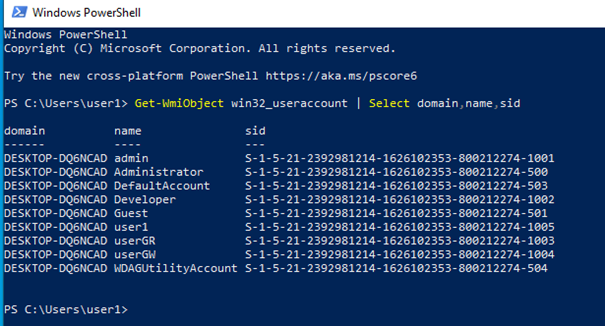 Windows PowerShell
Windows PowerShell
Copyright (C) Microsoft Corporation. All rights reserved.
Try the new cross-platform PowerShell https://aka.ms/pscore6
PS C:\Users\user1> Get-WmiObject win32_useraccount | Select domain,name,sid
domain name sid
------ ---- ---
DESKTOP-DQ6NCAD admin S-1-5-21-2392981214-1626102353-800212274-1001
DESKTOP-DQ6NCAD Administrator S-1-5-21-2392981214-1626102353-800212274-500
DESKTOP-DQ6NCAD DefaultAccount S-1-5-21-2392981214-1626102353-800212274-503
DESKTOP-DQ6NCAD Developer S-1-5-21-2392981214-1626102353-800212274-1002
DESKTOP-DQ6NCAD Guest S-1-5-21-2392981214-1626102353-800212274-501
DESKTOP-DQ6NCAD user1 S-1-5-21-2392981214-1626102353-800212274-1005
DESKTOP-DQ6NCAD userGR S-1-5-21-2392981214-1626102353-800212274-1003
DESKTOP-DQ6NCAD userGW S-1-5-21-2392981214-1626102353-800212274-1004
DESKTOP-DQ6NCAD WDAGUtilityAccount S-1-5-21-2392981214-1626102353-800212274-504
PS C:\Users\user1>